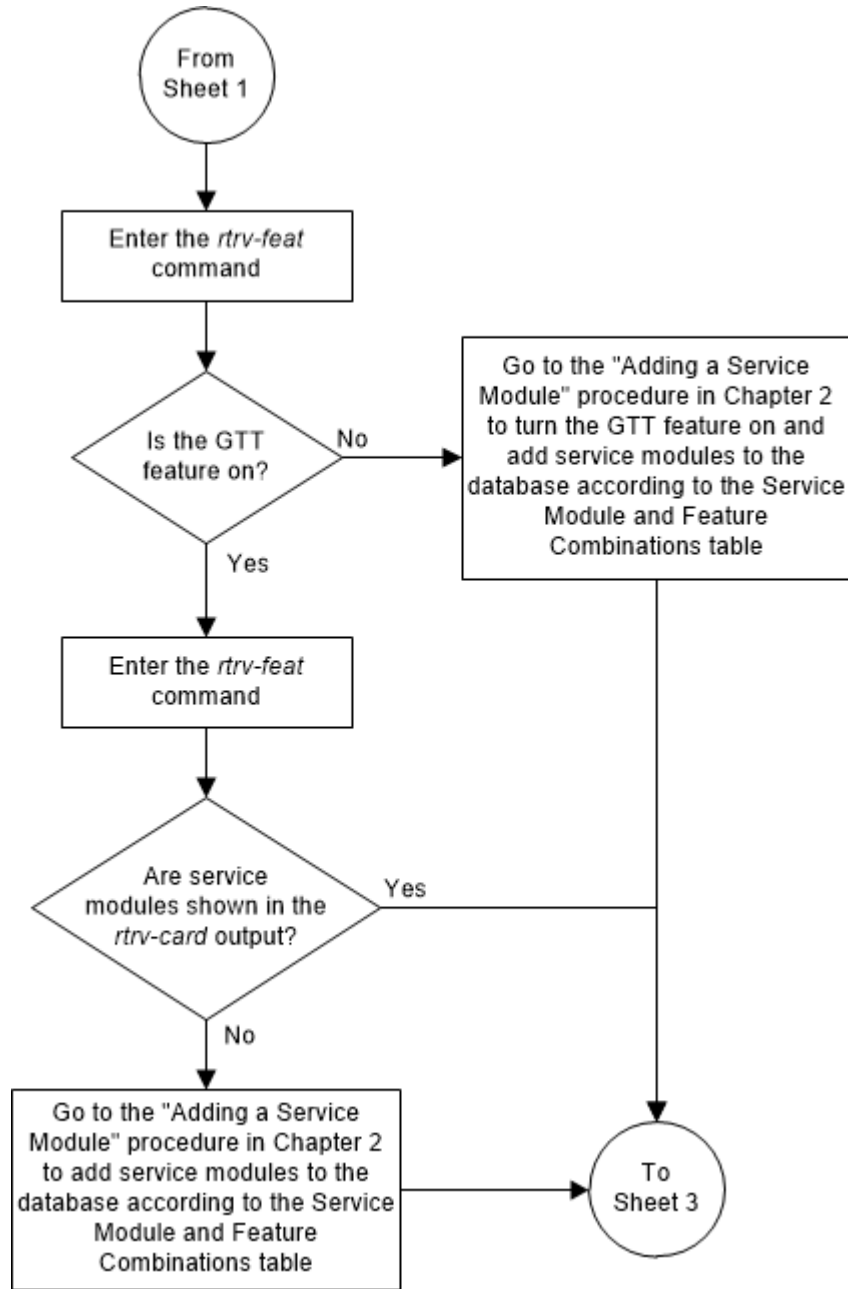 From
Sheet 1
Enter the rtrv-feat
command
Is the GTT
feature on?
No
Go to the "Adding a Service
Module" procedure in Chapter 2
to turn the GTT feature on and
add service modules to the
database according to the Service
Module and Feature
Combinations table
Yes
Enter the rtrv-feat
command
Are service
modules shown in the
rtrv-card output?
Yes
No
Go to the "Adding a Service
Module" procedure in Chapter 2
to add service modules to the
database according to the Service
Module and Feature
Combinations table
To
Sheet 3